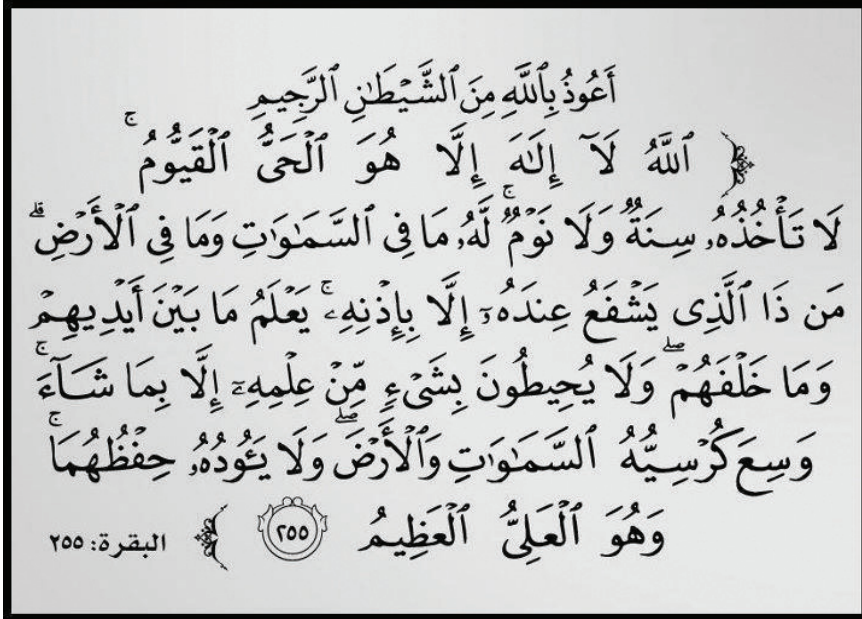 أَعُوذُ بِٱللَّهِ مِنَ ٱلشَّيْطَٰنِ ٱلرَّجِيمِ
﴿ ٱللَّهُ لَآ إِلَٰهَ إِلَّا هُوَ ٱلْحَىُّ ٱلْقَيُّومُ ۚ
لَا تَأْخُذُهُۥ سِنَةٌ وَلَا نَوْمٌ ۚ لَّهُۥ مَا فِى ٱلسَّمَٰوَٰتِ وَمَا فِى ٱلْأَرْضِ ۗ
مَن ذَا ٱلَّذِى يَشْفَعُ عِندَهُۥٓ إِلَّا بِإِذْنِهِۦ ۚ يَعْلَمُ مَا بَيْنَ أَيْدِيهِمْ
وَمَا خَلْفَهُمْ ۖ وَلَا يُحِيطُونَ بِشَىْءٍ مِّنْ عِلْمِهِۦٓ إِلَّا بِمَا شَآءَ ۚ
وَسِعَ كُرْسِيُّهُ ٱلسَّمَٰوَٰتِ وَٱلْأَرْضَ ۖ وَلَا يَـُٔودُهُۥ حِفْظُهُمَا ۚ
وَهُوَ ٱلْعَلِىُّ ٱلْعَظِيمُ ٢٥٥ ﴾ البقرة: ٢٥٥